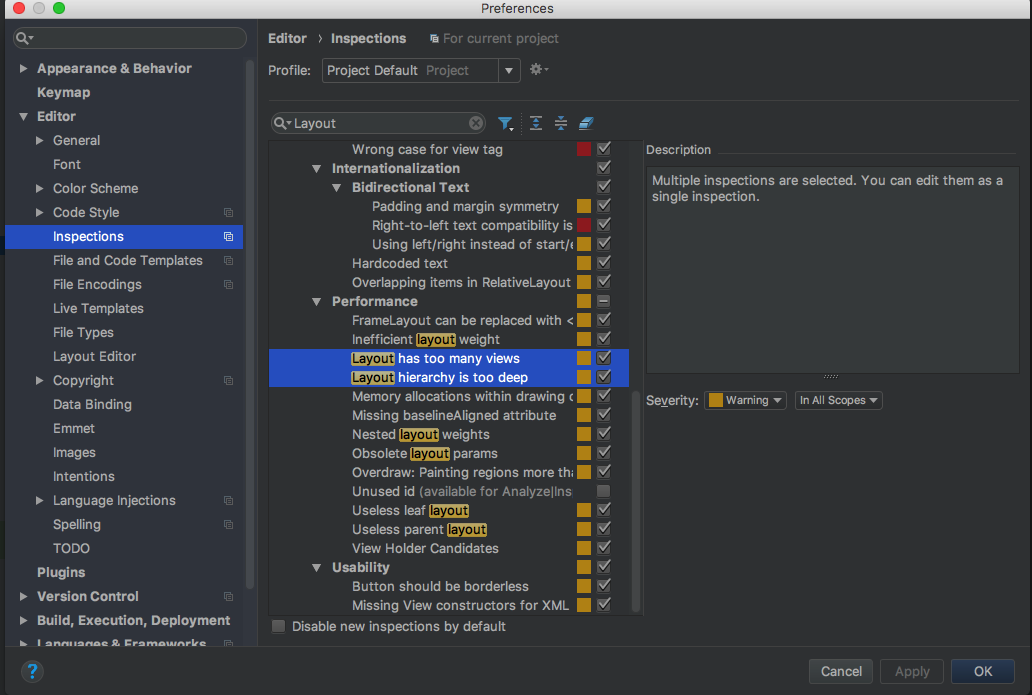 Preferences
Appearance & Behavior
Keymap
Editor
General
Font
Color Scheme
Code Style
Inspections
File and Code Templates
File Encodings
Live Templates
File Types
Layout Editor
Copyright
Data Binding
Emmet
Images
Intentions
Language Injections
Spelling
TODO
Plugins
Version Control
Build, Execution, Deployment
Languages & Frameworks
Editor › Inspections For current project
Profile: Project Default Project
Layout
Wrong case for view tag
Internationalization
Bidirectional Text
Padding and margin symmetry
Right-to-left text compatibility is
Using left/right instead of start/e
Hardcoded text
Overlapping items in RelativeLayout
Performance
FrameLayout can be replaced with <
Inefficient layout weight
Layout has too many views
Layout hierarchy is too deep
Memory allocations within drawing c
Missing baselineAligned attribute
Nested layout weights
Obsolete layout params
Overdraw: Painting regions more tha
Unused id (available for Analyze|Ins
Useless leaf layout
Useless parent layout
View Holder Candidates
Usability
Button should be borderless
Missing View constructors for XML
Disable new inspections by default
Description
Multiple inspections are selected. You can edit them as a
single inspection.
Severity: Warning In All Scopes
? Cancel Apply OK